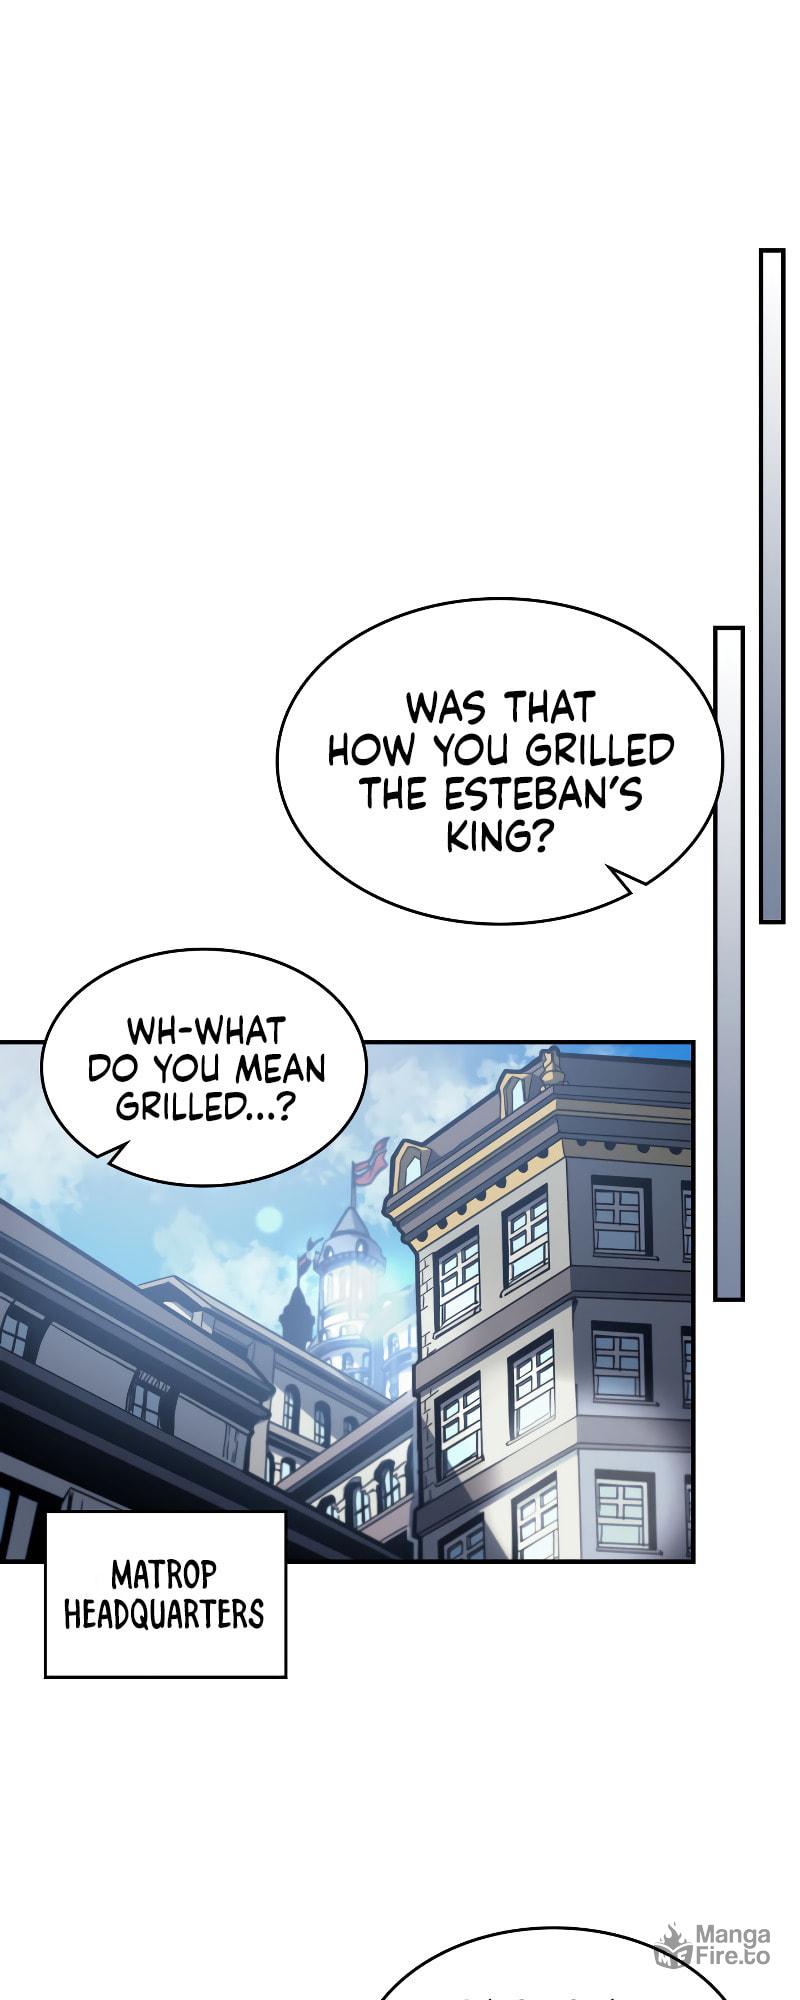 WAS THAT
HOW YOU GRILLED
THE ESTEBAN'S
KING?
WH-WHAT
DO YOU MEAN
GRILLED...?
MATROP
HEADQUARTERS
Manga
Fire.to